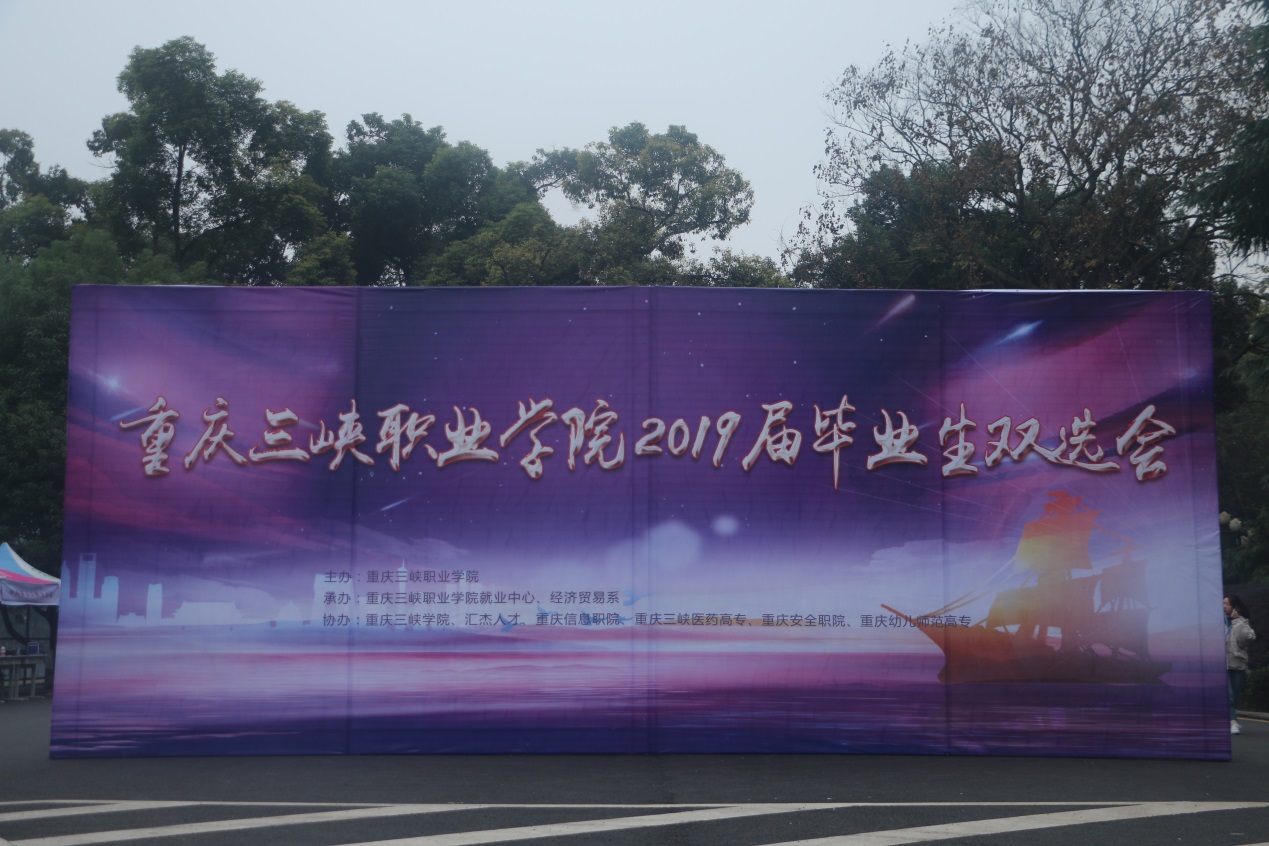 重庆三峡职业学院2019届毕业生双选会
主办：重庆三峡职业学院
承办：重庆三峡职业学院就业中心、经济贸易系
协办：重庆三峡学院、汇杰人才、重庆信息职院、重庆三峡医药高专、重庆安全职院、重庆幼儿师范高专